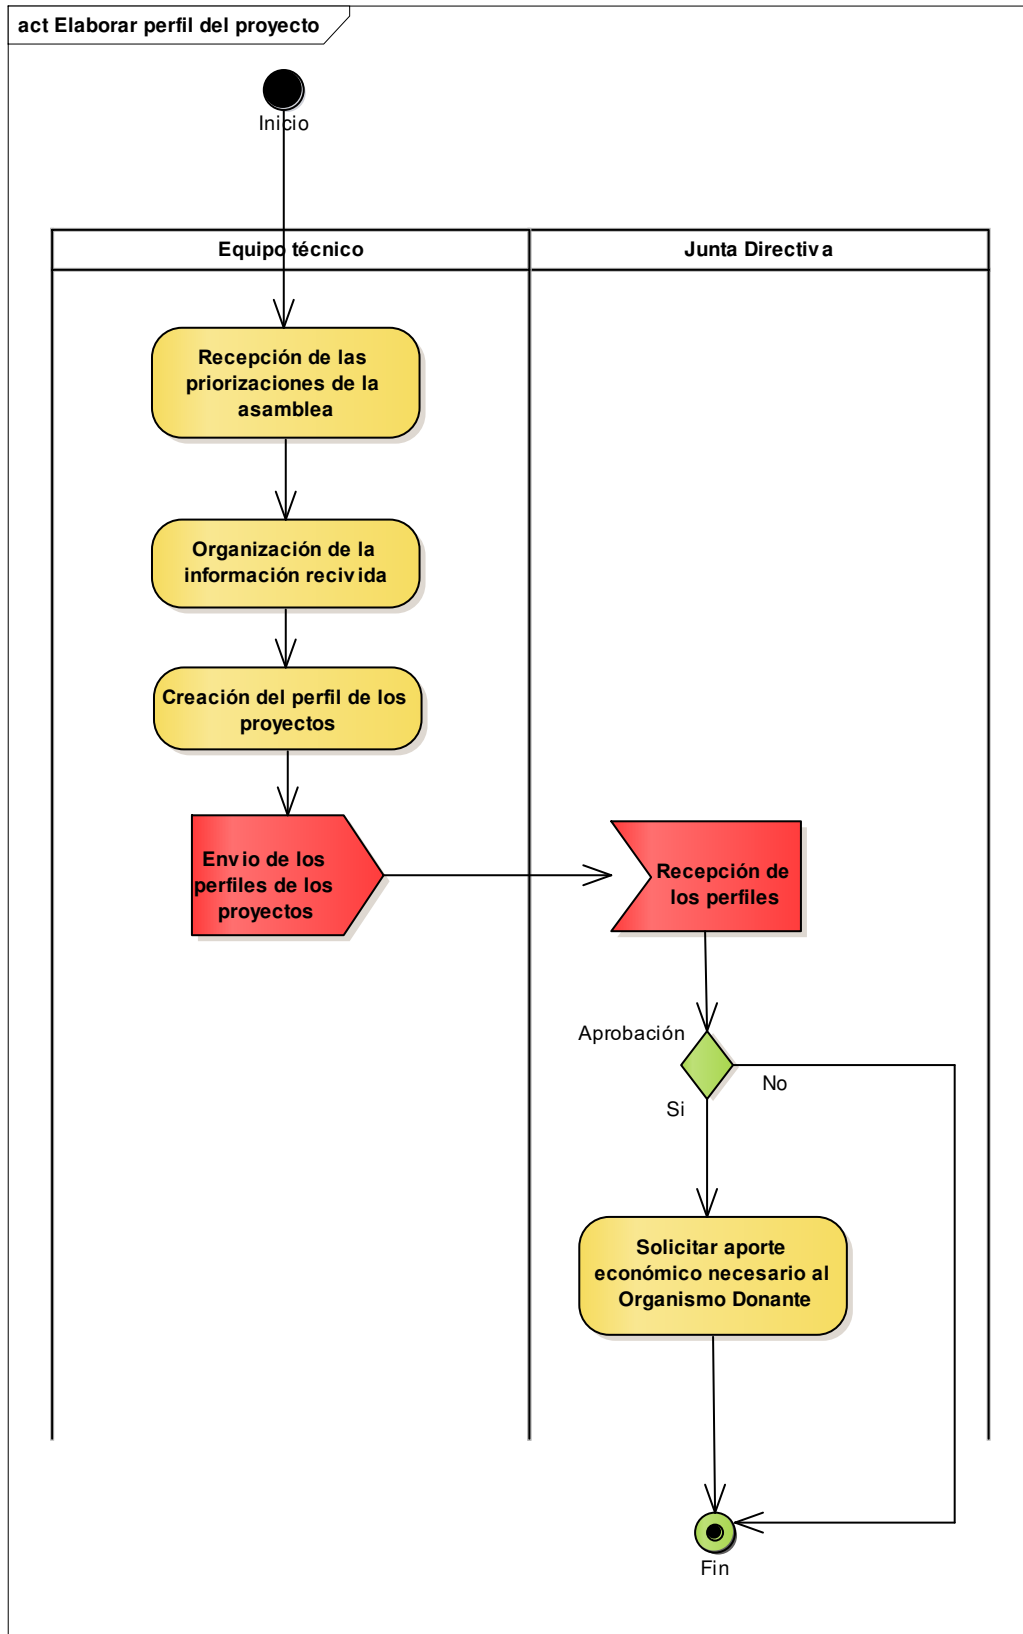 act Elaborar perfil del proyecto
Inicio
Equipo técnico
Junta Directiva
Recepción de las
priorizaciones de la
asamblea
Organización de la
información recivida
Creación del perfil de los
proyectos
Envio de los
perfiles de los
proyectos
Recepción de
los perfiles
Aprobación
No
Si
Solicitar aporte
económico necesario al
Organismo Donante
Fin